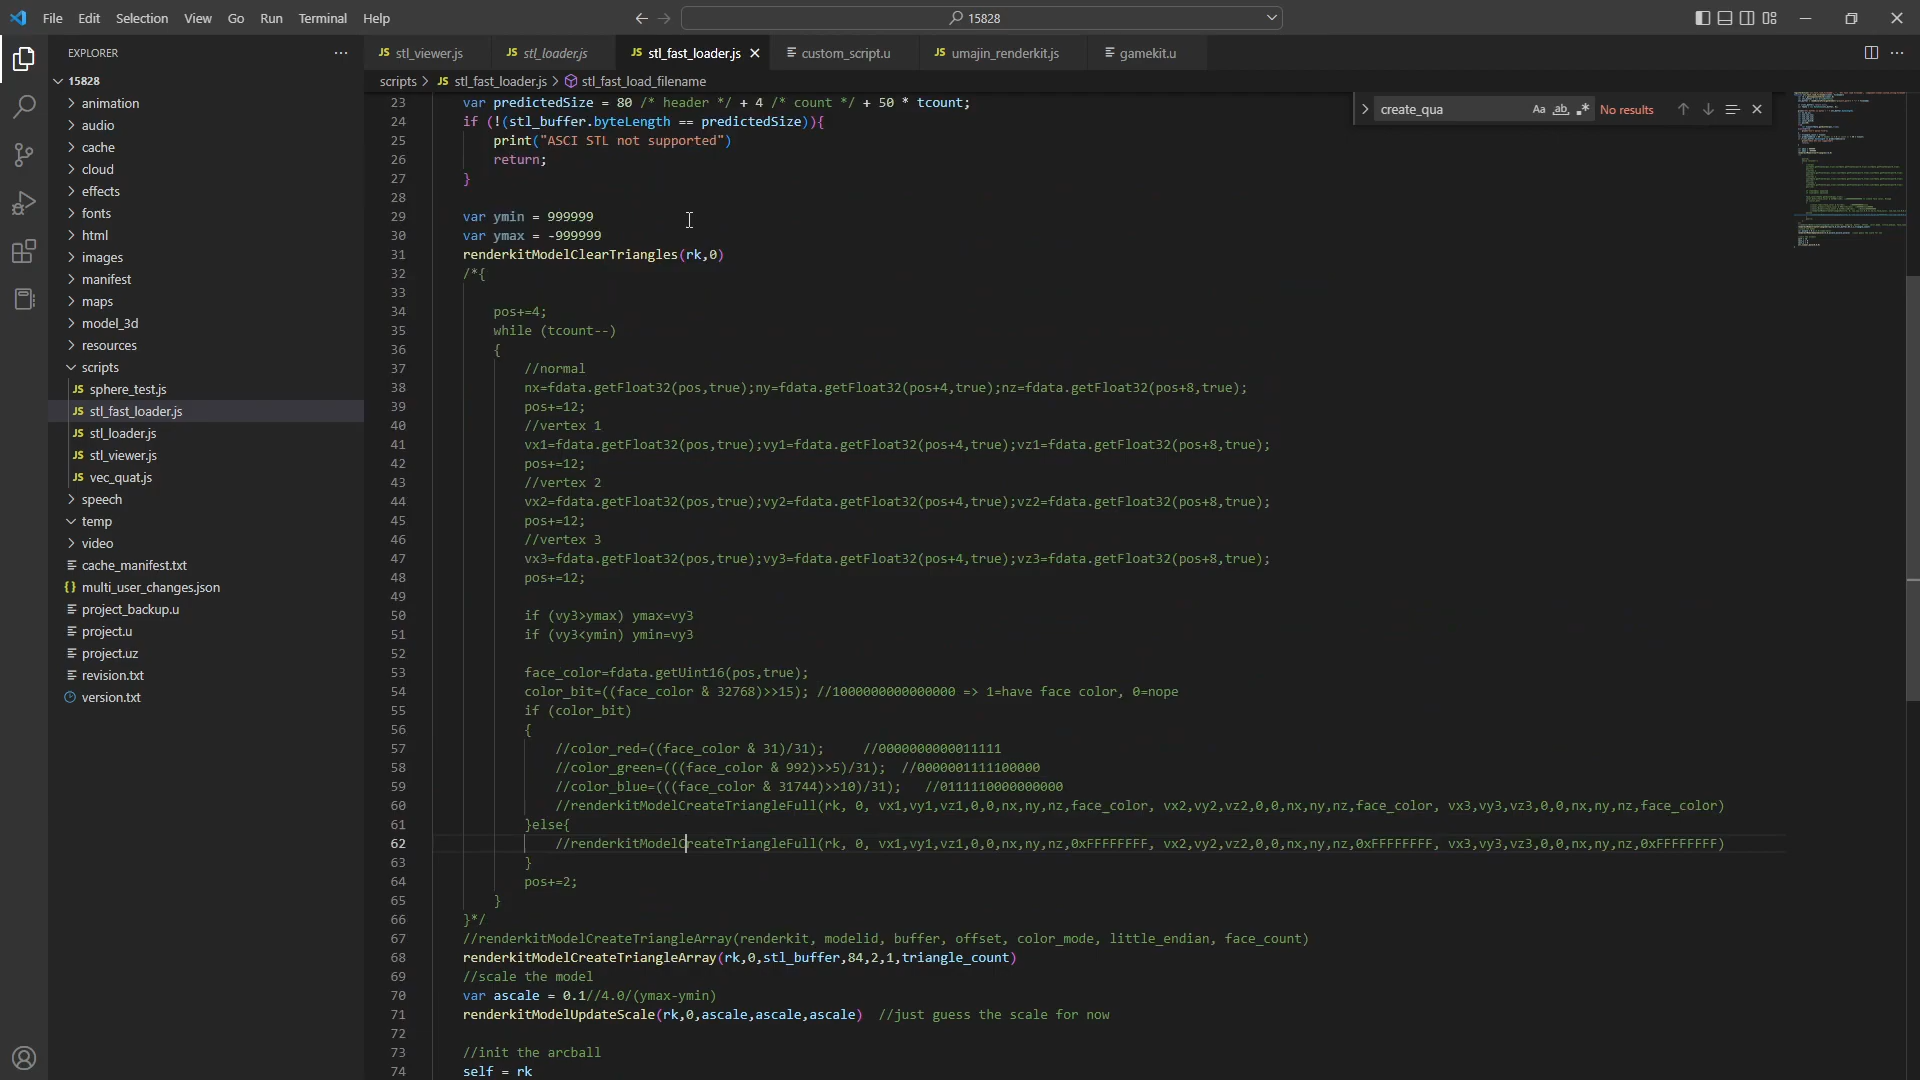 File Edit Selection View Go Run Terminal Help
15828
EXPLORER
15828
animation
audio
cache
cloud
effects
fonts
html
images
manifest
maps
model_3d
resources
scripts
JS sphere_test.js
JS stl_fast_loader.js
JS stl_loader.js
JS stl_viewer.js
JS vec_quat.js
speech
temp
video
cache_manifest.txt
{} multi_user_changes.json
project_backup.u
project.u
project.uz
revision.txt
version.txt
JS stl_viewer.js JS stl_loader.js JS stl_fast_loader.js custom_script.u JS umajin_renderkit.js gamekit.u
scripts > JS stl_fast_loader.js > stl_fast_load_filename
create_qua Aa ab .* No results
23 var predictedSize = 80 /* header */ + 4 /* count */ + 50 * tcount;
24 if (!(stl_buffer.byteLength == predictedSize)){
25 print("ASCI STL not supported")
26 return;
27 }
28
29 var ymin = 999999
30 var ymax = -999999
31 renderkitModelClearTriangles(rk,0)
32 /*{
33
34 pos+=4;
35 while (tcount--)
36 {
37 //normal
38 nx=fdata.getFloat32(pos,true);ny=fdata.getFloat32(pos+4,true);nz=fdata.getFloat32(pos+8,true);
39 pos+=12;
40 //vertex 1
41 vx1=fdata.getFloat32(pos,true);vy1=fdata.getFloat32(pos+4,true);vz1=fdata.getFloat32(pos+8,true);
42 pos+=12;
43 //vertex 2
44 vx2=fdata.getFloat32(pos,true);vy2=fdata.getFloat32(pos+4,true);vz2=fdata.getFloat32(pos+8,true);
45 pos+=12;
46 //vertex 3
47 vx3=fdata.getFloat32(pos,true);vy3=fdata.getFloat32(pos+4,true);vz3=fdata.getFloat32(pos+8,true);
48 pos+=12;
49
50 if (vy3>ymax) ymax=vy3
51 if (vy3<ymin) ymin=vy3
52
53 face_color=fdata.getUint16(pos,true);
54 color_bit=((face_color & 32768)>>15); //1000000000000000 => 1=have face color, 0=nope
55 if (color_bit)
56 {
57 //color_red=((face_color & 31)/31); //0000000000011111
58 //color_green=(((face_color & 992)>>5)/31); //0000001111100000
59 //color_blue=(((face_color & 31744)>>10)/31); //0111110000000000
60 //renderkitModelCreateTriangleFull(rk, 0, vx1,vy1,vz1,0,0,nx,ny,nz,face_color, vx2,vy2,vz2,0,0,nx,ny,nz,face_color, vx3,vy3,vz3,0,0,nx,ny,nz,face_color)
61 }else{
62 //renderkitModelCreateTriangleFull(rk, 0, vx1,vy1,vz1,0,0,nx,ny,nz,0xFFFFFFFF, vx2,vy2,vz2,0,0,nx,ny,nz,0xFFFFFFFF, vx3,vy3,vz3,0,0,nx,ny,nz,0xFFFFFFFF)
63 }
64 pos+=2;
65 }
66 }*/
67 //renderkitModelCreateTriangleArray(renderkit, modelid, buffer, offset, color_mode, little_endian, face_count)
68 renderkitModelCreateTriangleArray(rk,0,stl_buffer,84,2,1,triangle_count)
69 //scale the model
70 var ascale = 0.1//4.0/(ymax-ymin)
71 renderkitModelUpdateScale(rk,0,ascale,ascale,ascale) //just guess the scale for now
72
73 //init the arcball
74 self = rk